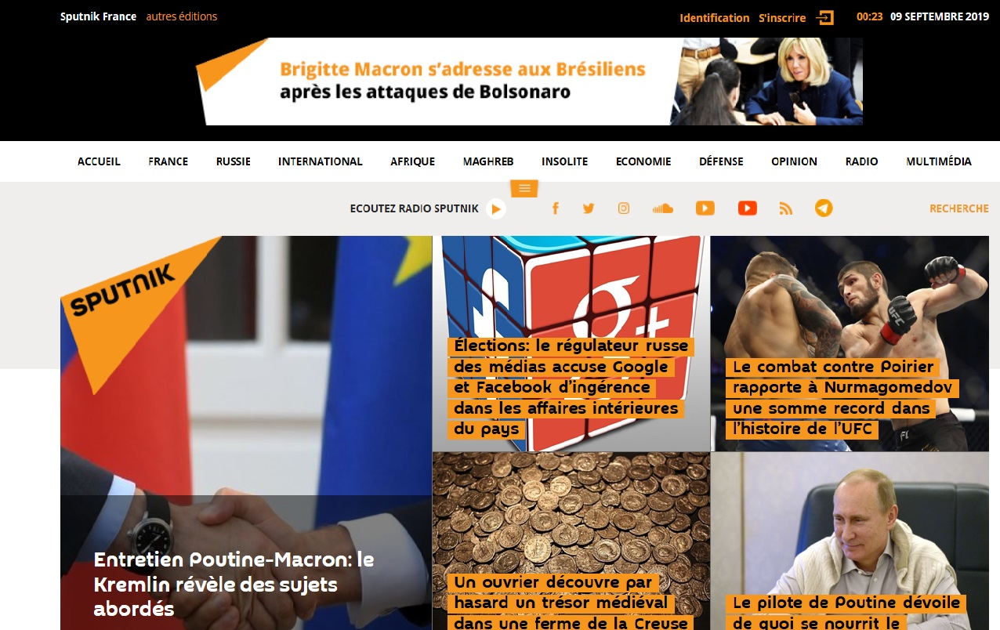 Sputnik France autres éditions
Identification S'inscrire 00:23 09 SEPTEMBRE 2019
Brigitte Macron s'adresse aux Brésiliens
après les attaques de Bolsonaro
ACCUEIL FRANCE RUSSIE INTERNATIONAL AFRIQUE MAGHREB INSOLITE ECONOMIE DÉFENSE OPINION RADIO MULTIMÉDIA
ECOUTEZ RADIO SPUTNIK
RECHERCHE
SPUTNIK
Entretien Poutine-Macron: le
Kremlin révèle des sujets
abordés
Élections: le régulateur russe
des médias accuse Google
et Facebook d'ingérence
dans les affaires intérieures
du pays
Le combat contre Poirier
rapporte à Nurmagomedov
une somme record dans
l'histoire de l'UFC
UFC
Un ouvrier découvre par
hasard un trésor médiéval
dans une ferme de la Creuse
Le pilote de Poutine dévoile
de quoi se nourrit le